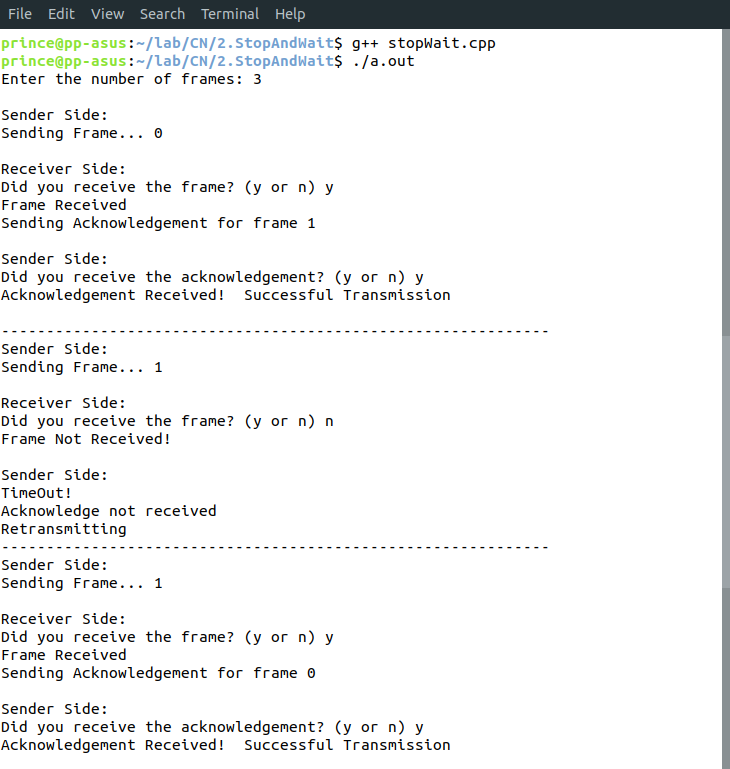 File Edit View Search Terminal Help
prince@pp-asus:~/lab/CN/2.StopAndWait$ g++ stopWait.cpp
prince@pp-asus:~/lab/CN/2.StopAndWait$ ./a.out
Enter the number of frames: 3

Sender Side:
Sending Frame... 0

Receiver Side:
Did you receive the frame? (y or n) y
Frame Received
Sending Acknowledgement for frame 1

Sender Side:
Did you receive the acknowledgement? (y or n) y
Acknowledgement Received!  Successful Transmission

-------------------------------------------------------------
Sender Side:
Sending Frame... 1

Receiver Side:
Did you receive the frame? (y or n) n
Frame Not Received!

Sender Side:
TimeOut!
Acknowledge not received
Retransmitting
-------------------------------------------------------------
Sender Side:
Sending Frame... 1

Receiver Side:
Did you receive the frame? (y or n) y
Frame Received
Sending Acknowledgement for frame 0

Sender Side:
Did you receive the acknowledgement? (y or n) y
Acknowledgement Received!  Successful Transmission